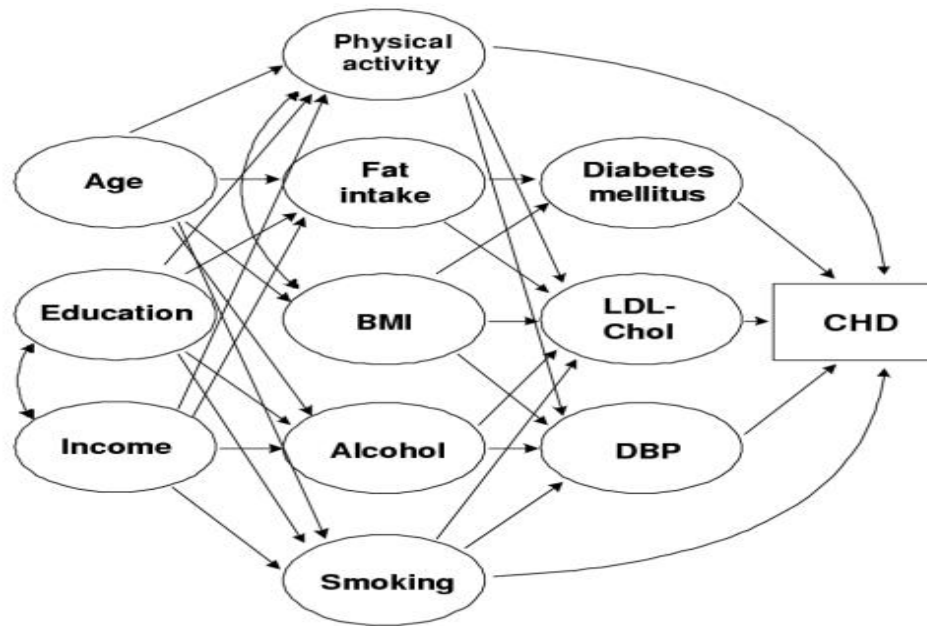 Physical
activity
Age
Fat
intake
Diabetes
mellitus
Education
BMI
LDL-
Chol
CHD
Income
Alcohol
DBP
Smoking